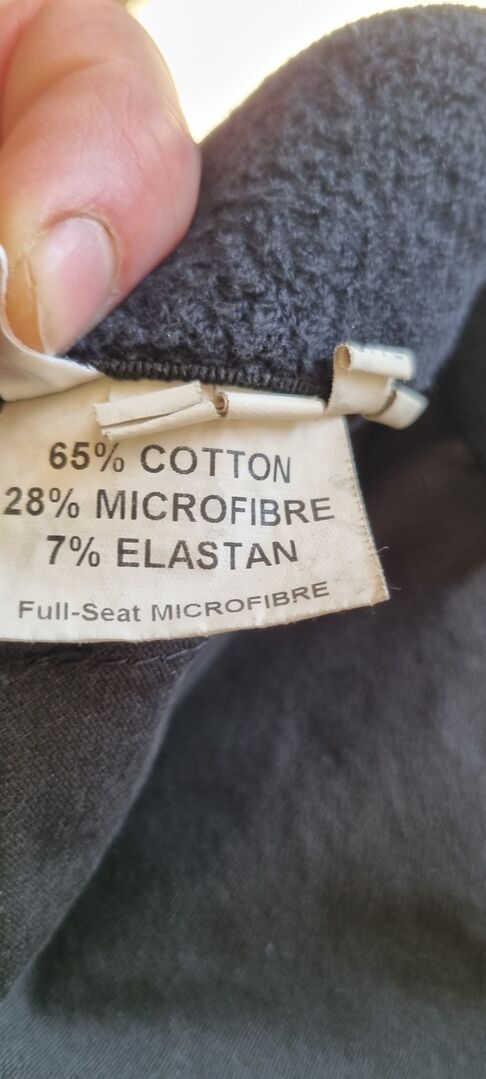 65% COTTON
28% MICROFIBRE
7% ELASTAN
Full-Seat MICROFIBRE